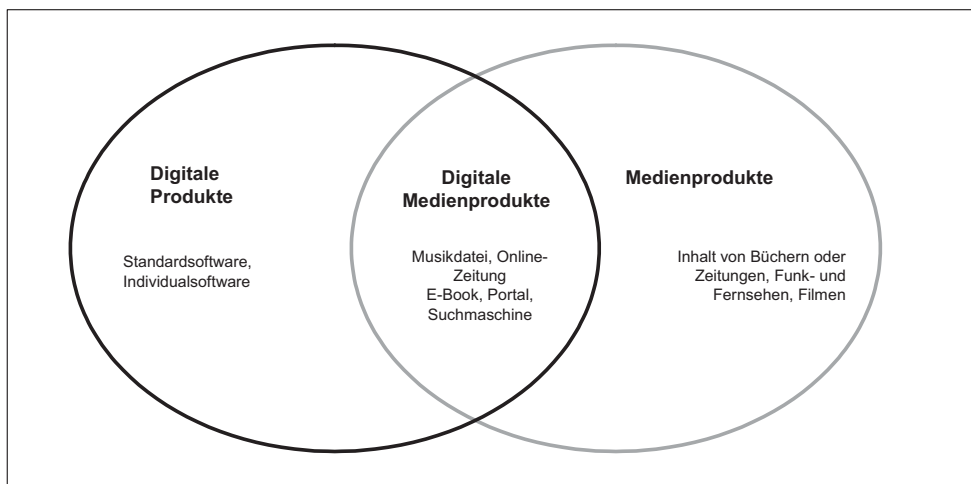 Digitale
Produkte
Standardsoftware,
Individualsoftware
Digitale
Medienprodukte
Musikdatei, Online-
Zeitung
E-Book, Portal,
Suchmaschine
Medienprodukte
Inhalt von Büchern oder
Zeitungen, Funk- und
Fernsehen, Filmen